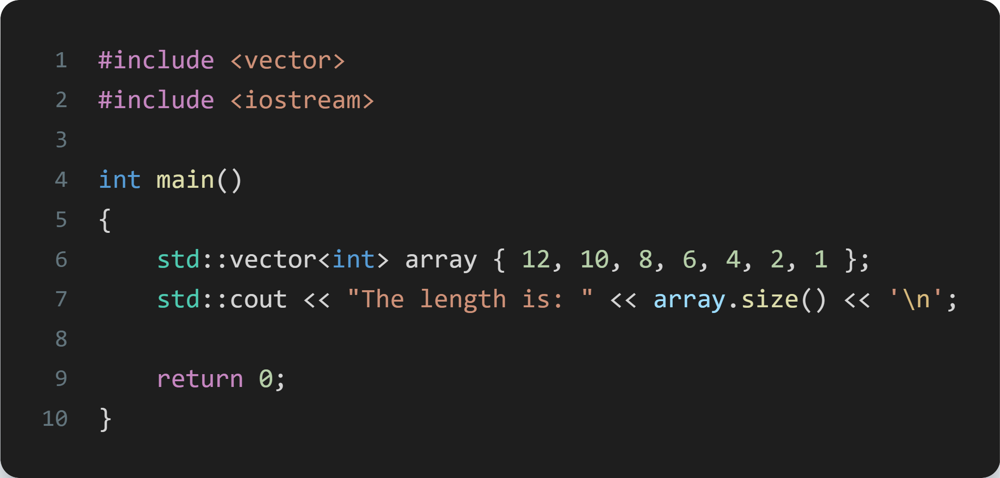 1 #include <vector>
2 #include <iostream>
3
4 int main()
5 {
6     std::vector<int> array { 12, 10, 8, 6, 4, 2, 1 };
7     std::cout << "The length is: " << array.size() << '\n';
8
9     return 0;
10 }